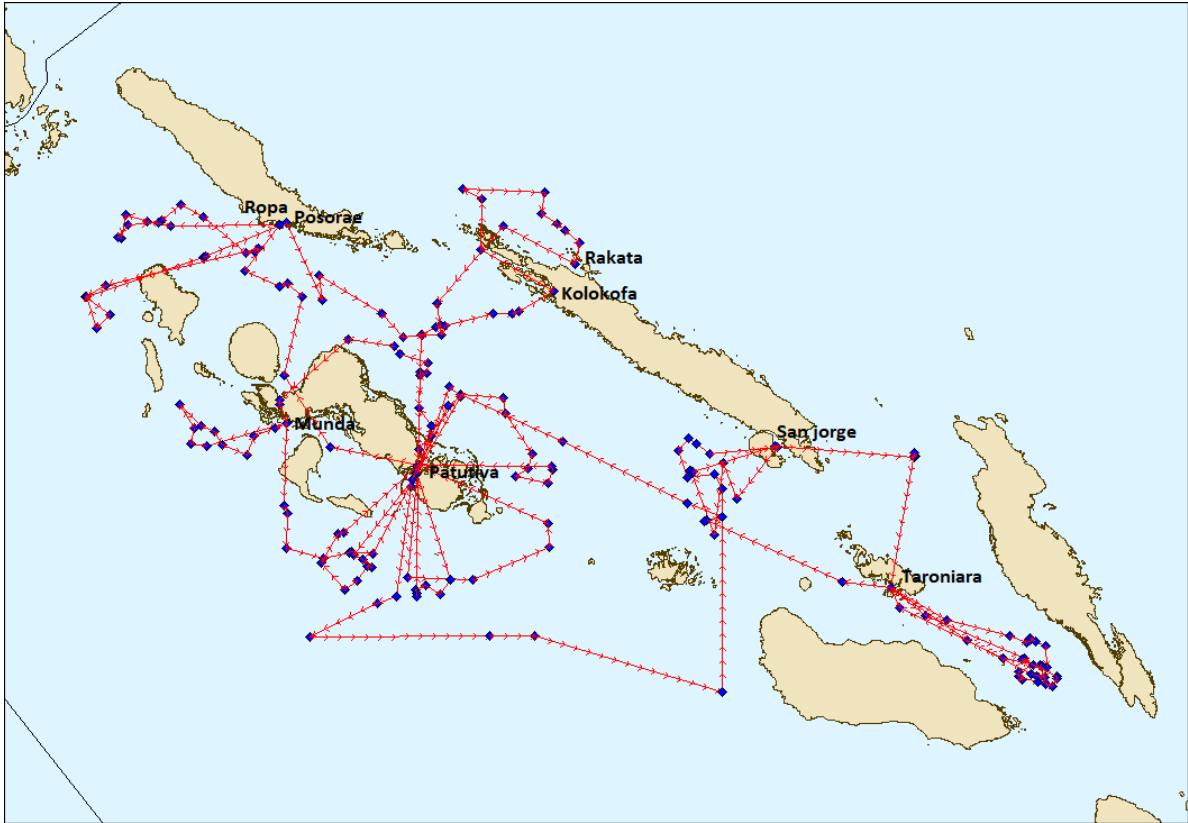 Ropa
Posorae
Rakata
Kolokofa
Munda
San jorge
Patutiva
Taroniara